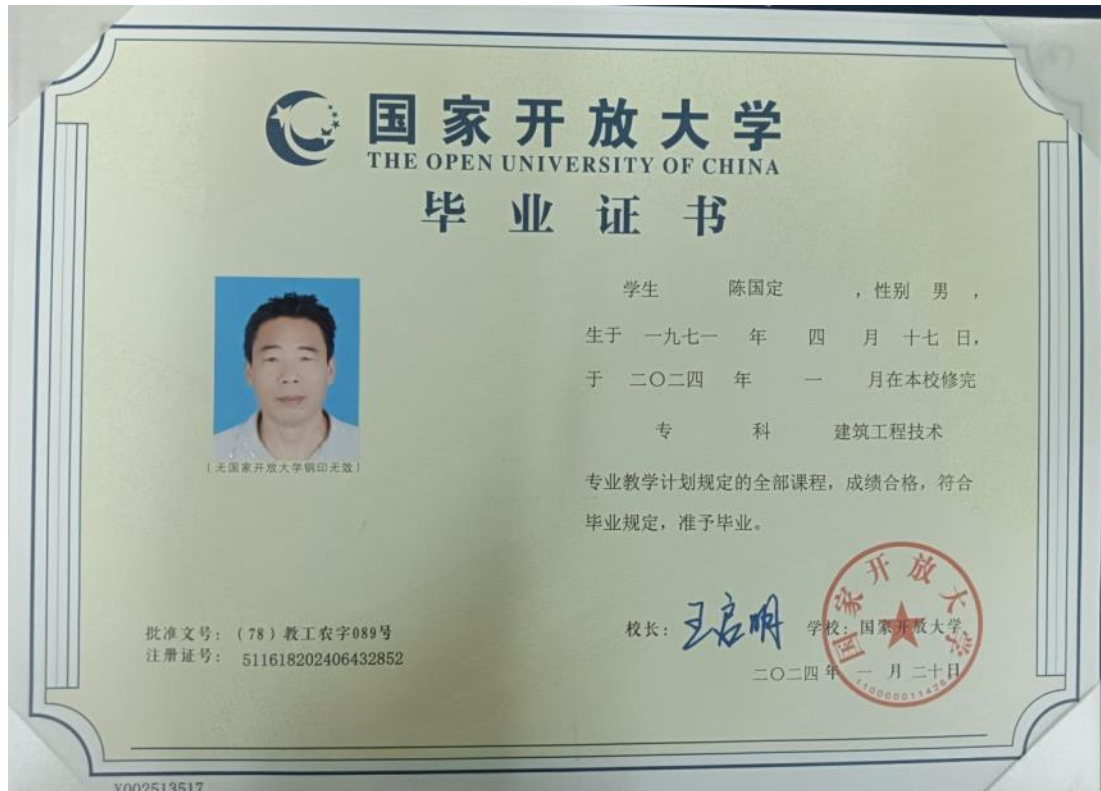 国家开放大学
THE OPEN UNIVERSITY OF CHINA
毕业证书
学生 陈国定 ，性别 男 ，
生于 一九七一 年 四 月 十七 日，
于 二〇二四 年 一 月在本校修完
专 科 建筑工程技术
专业教学计划规定的全部课程，成绩合格，符合
毕业规定，准予毕业。
（无国家开放大学钢印无效）
批准文号：（78）教工农字089号
注册证号： 511618202406432852
校长： 王启明 学校：国家开放大学
二〇二四 年 一 月 二十日
国家开放大学
Y002513517